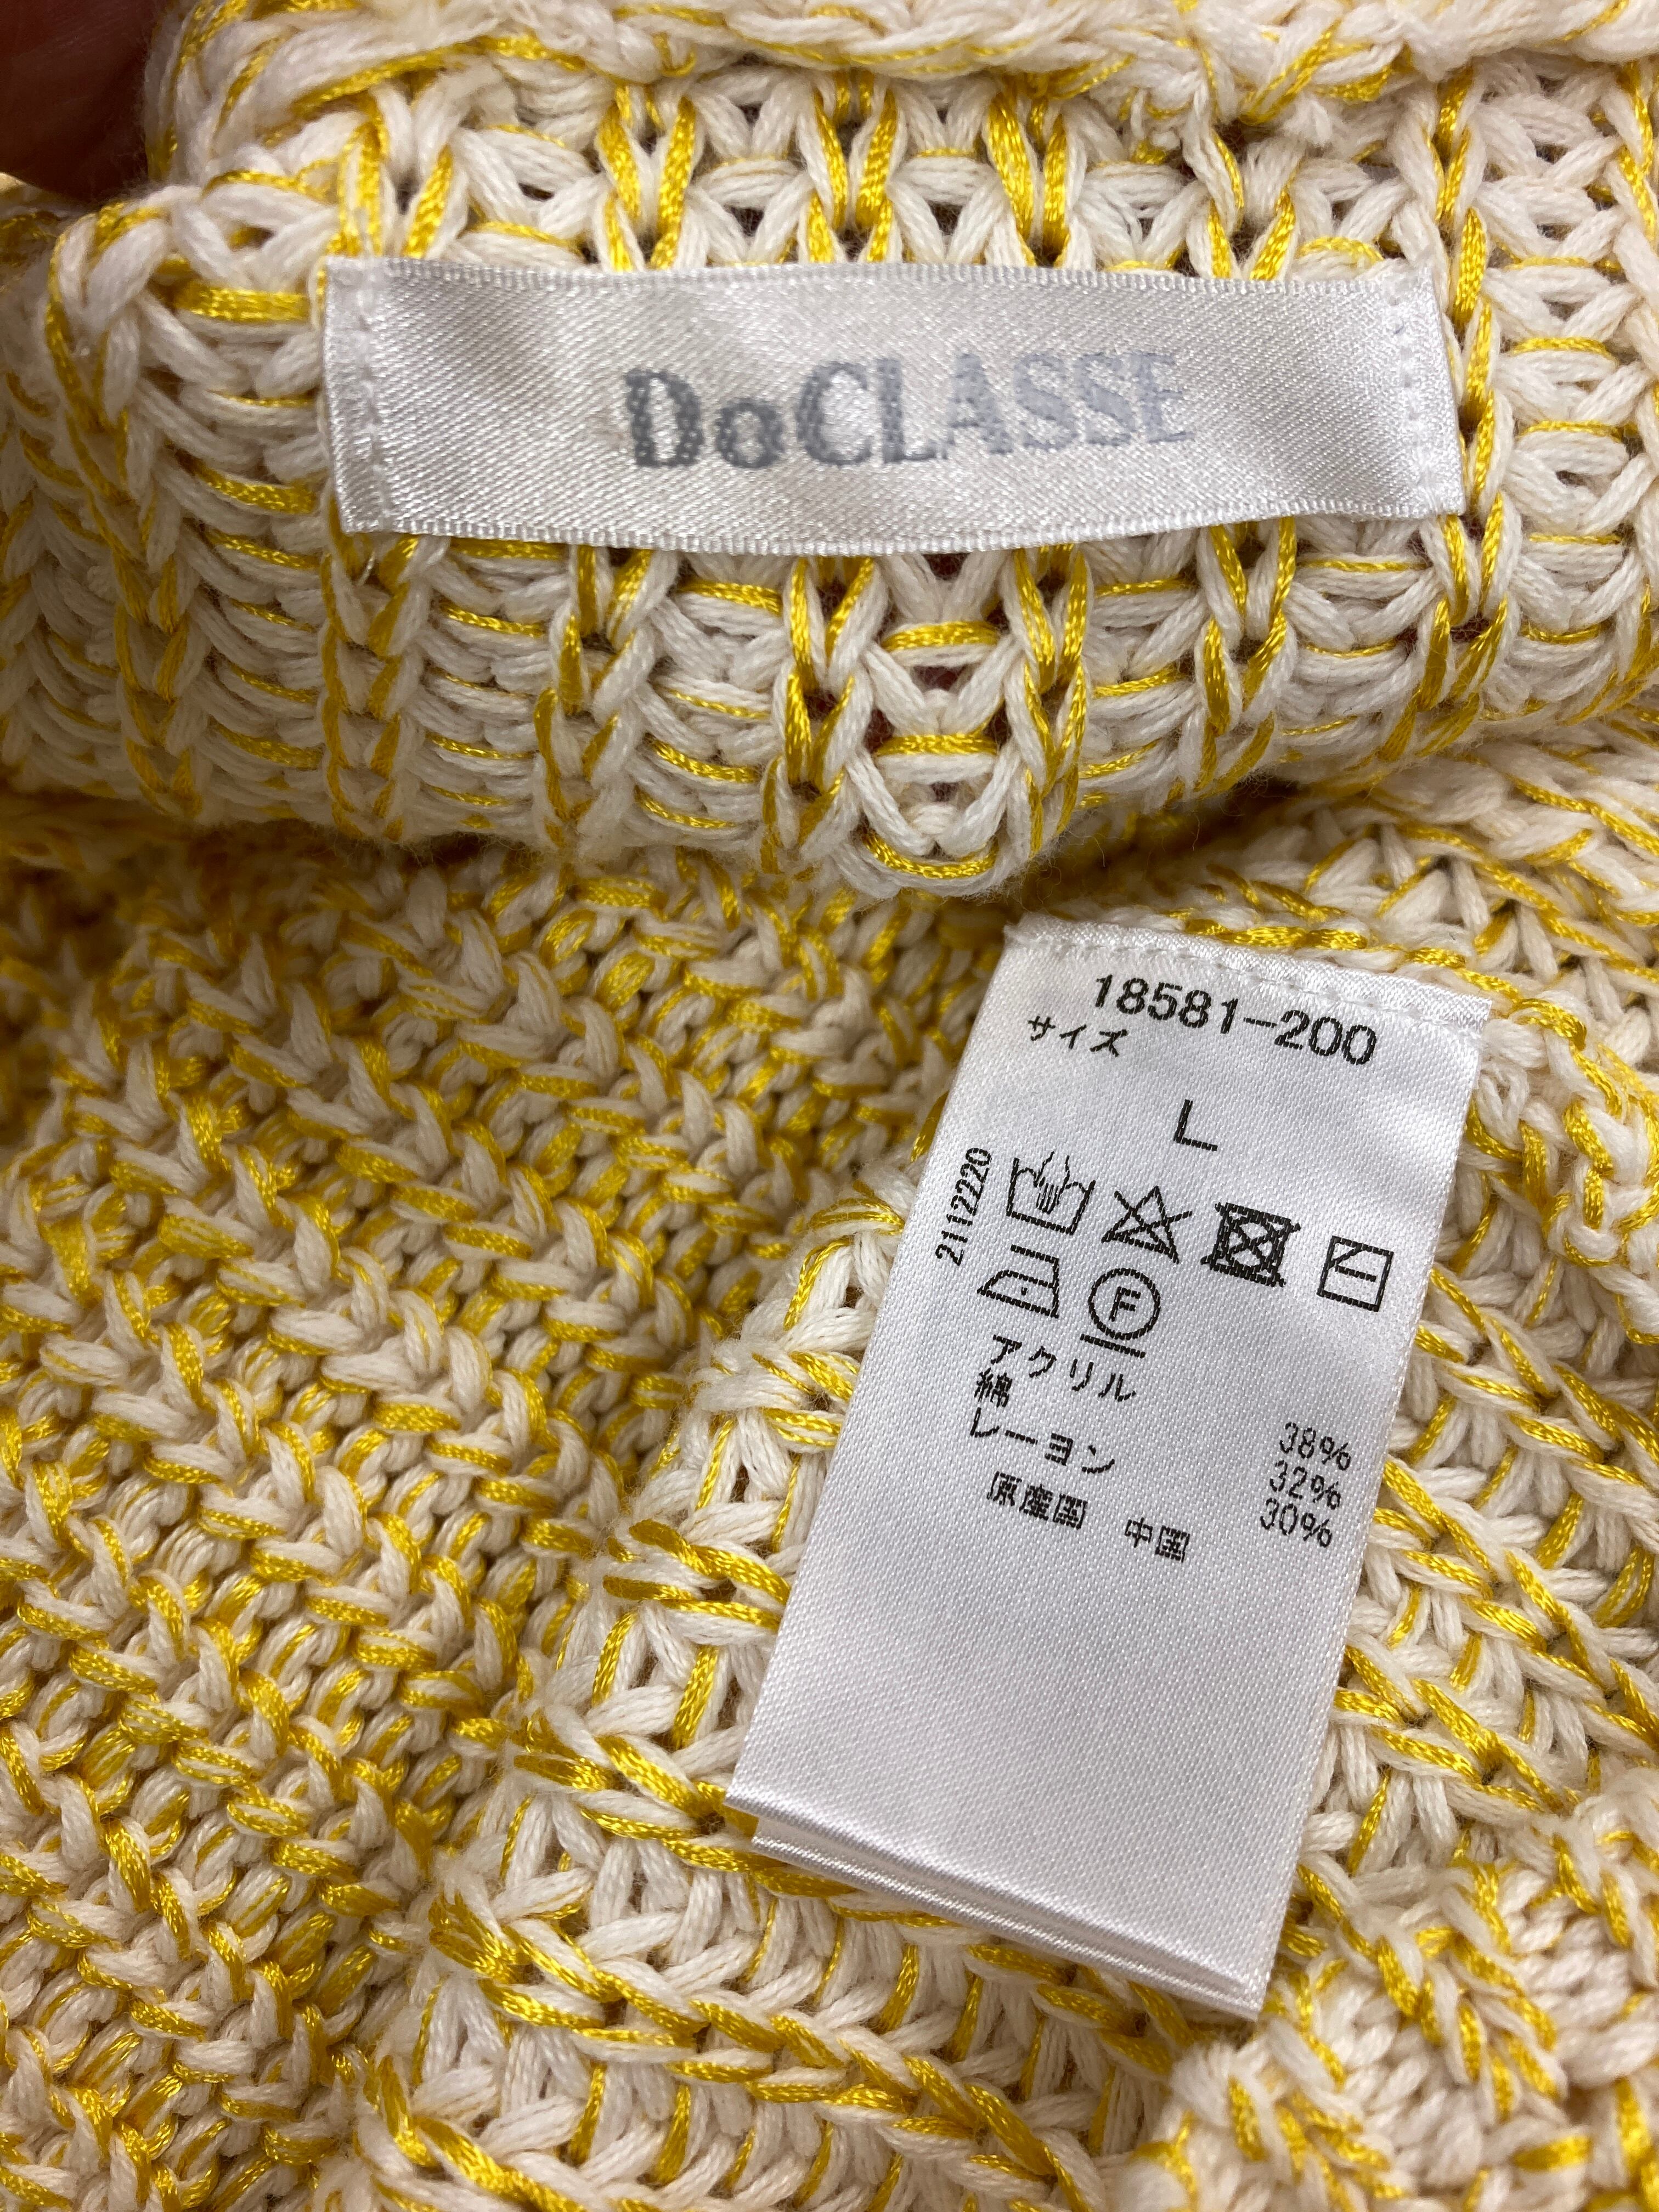 DoCLASSE
18581-200
サイズ
L
2112220
F
アクリル 38%
綿 32%
レーヨン 30%
原産国 中国